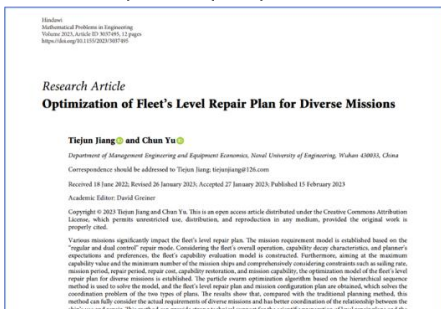 Hindawi
Mathematical Problems in Engineering
Volume 2023, Article ID 3037495, 12 pages
https://doi.org/10.1155/2023/3037495
Research Article
Optimization of Fleet's Level Repair Plan for Diverse Missions
Tiejun Jiang and Chun Yu
Department of Management Engineering and Equipment Economics, Naval University of Engineering, Wuhan 430033, China
Correspondence should be addressed to Tiejun Jiang; tiejunjiang@126.com
Received 18 June 2022; Revised 26 January 2023; Accepted 27 January 2023; Published 15 February 2023
Academic Editor: David Greiner
Copyright © 2023 Tiejun Jiang and Chun Yu. This is an open access article distributed under the Creative Commons Attribution
License, which permits unrestricted use, distribution, and reproduction in any medium, provided the original work is
properly cited.
Various missions significantly impact the fleet's level repair plan. The mission requirement model is established based on the
"regular and dual control" repair mode. Considering the fleet's overall operation, capability decay characteristics, and planner's
expectations and preferences, the fleet's capability evaluation model is constructed. Furthermore, aiming at the maximum
capability value and the minimum number of the mission ships and comprehensively considering constraints such as sailing rate,
mission period, repair period, repair cost, capability restoration, and mission capability, the optimization model of the fleet's level
repair plan for diverse missions is established. The particle swarm optimization algorithm based on the hierarchical sequence
method is used to solve the model, and the fleet's level repair plan and mission configuration plan are obtained, which solves the
coordination problem of the two types of plans. The results show that, compared with the traditional planning method, this
method can fully consider the actual requirements of diverse missions and has better coordination of the relationship between the